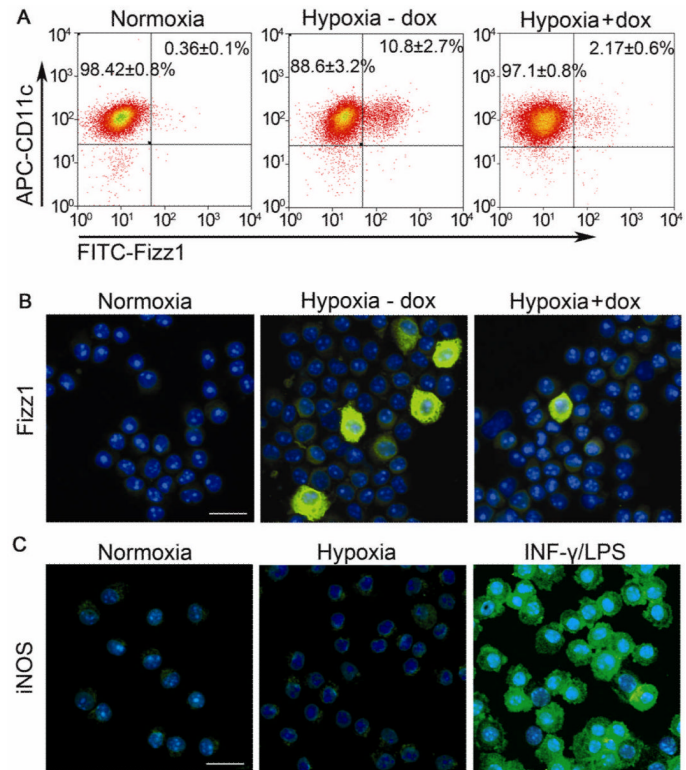 A
Normoxia
Hypoxia - dox
Hypoxia+dox
APC-CD11c
10⁴
10³
10²
10¹
10⁰
98.42±0.8%
0.36±0.1%
10⁰ 10¹ 10² 10³ 10⁴
10⁴
10³
10²
10¹
10⁰
88.6±3.2%
10.8±2.7%
10⁰ 10¹ 10² 10³ 10⁴
10⁴
10³
10²
10¹
10⁰
97.1±0.8%
2.17±0.6%
10⁰ 10¹ 10² 10³ 10⁴
FITC-Fizz1
B
Normoxia
Hypoxia - dox
Hypoxia+dox
Fizz1
C
Normoxia
Hypoxia
INF-γ/LPS
iNOS